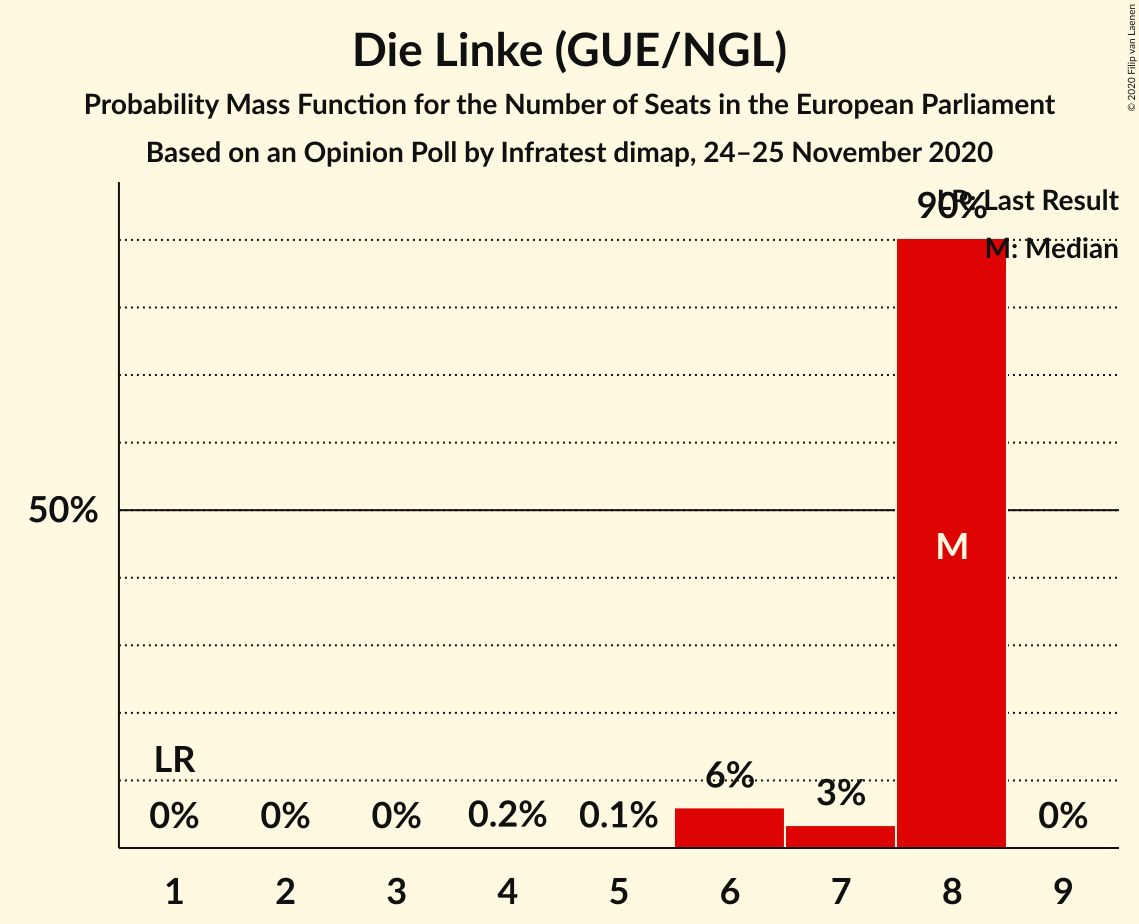 Die Linke (GUE/NGL)
Probability Mass Function for the Number of Seats in the European Parliament
Based on an Opinion Poll by Infratest dimap, 24–25 November 2020
© 2020 Filip van Laenen
LR: Last Result
M: Median
90%
50%
M
LR
0% 0% 0% 0.2% 0.1% 6% 3% 0%
1 2 3 4 5 6 7 8 9